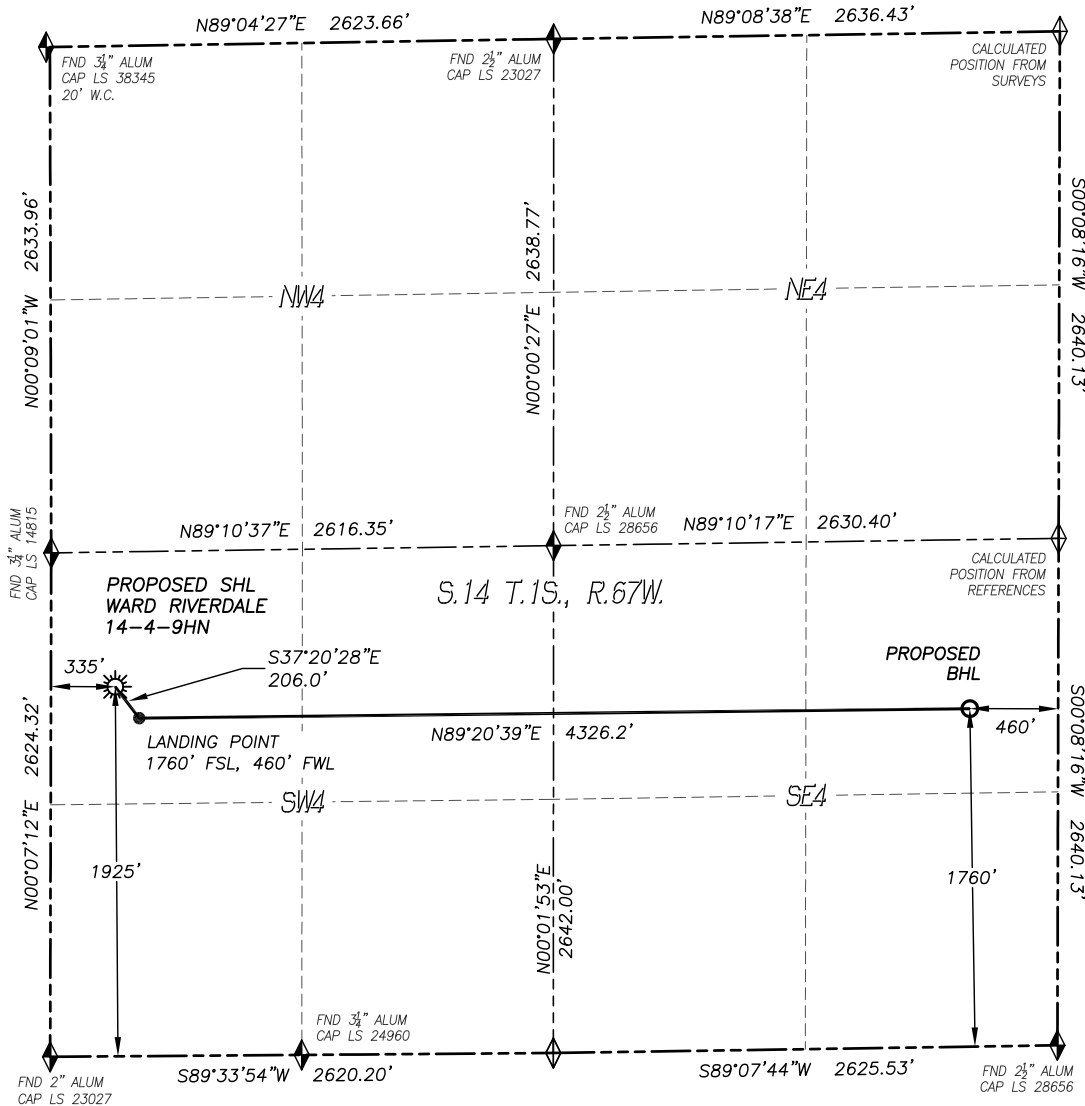 N89°04'27"E 2623.66'
N89°08'38" 2636.43'
FND 3¼" ALUM
CAP LS 38345
20' W.C.
FND 2½" ALUM
CAP LS 23027
CALCULATED
POSITION FROM
SURVEYS
N00°09'01"W 2633.96'
N00°00'27"E 2638.77'
S00°08'16"W 2640.13'
NW4
NE4
FND 3¼" ALUM
CAP LS 14815
N89°10'37"E 2616.35'
FND 2½" ALUM
CAP LS 28656
N89°10'17"E 2630.40'
CALCULATED
POSITION FROM
REFERENCES
PROPOSED SHL
WARD RIVERDALE
14-4-9HN
S.14 T.1S., R.67W.
335'
S37°20'28"E
206.0'
PROPOSED
BHL
LANDING POINT
1760' FSL, 460' FWL
N89°20'39"E 4326.2'
460'
N00°07'12"E 2624.32'
S00°08'16"W 2640.13'
SW4
SE4
1925'
N00°01'53"E
2642.00'
1760'
FND 3¼" ALUM
CAP LS 24960
FND 2" ALUM
CAP LS 23027
S89°33'54"W 2620.20'
S89°07'44"W 2625.53'
FND 2½" ALUM
CAP LS 28656